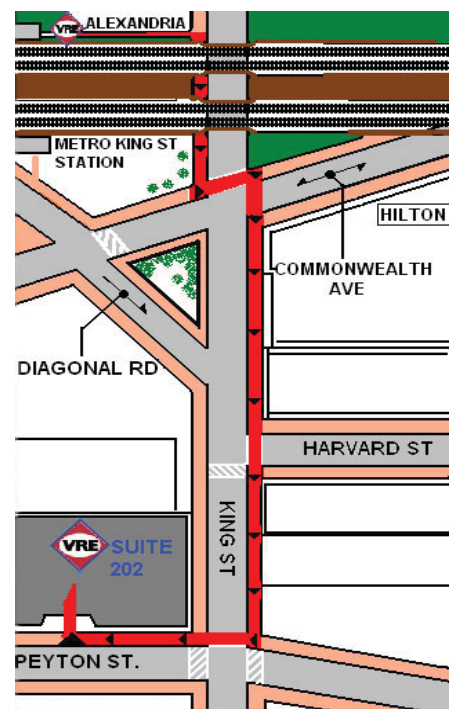 VRE
ALEXANDRIA
METRO KING ST
STATION
HILTON
COMMONWEALTH
AVE
DIAGONAL RD
HARVARD ST
KING ST
VRE
SUITE
202
PEYTON ST.